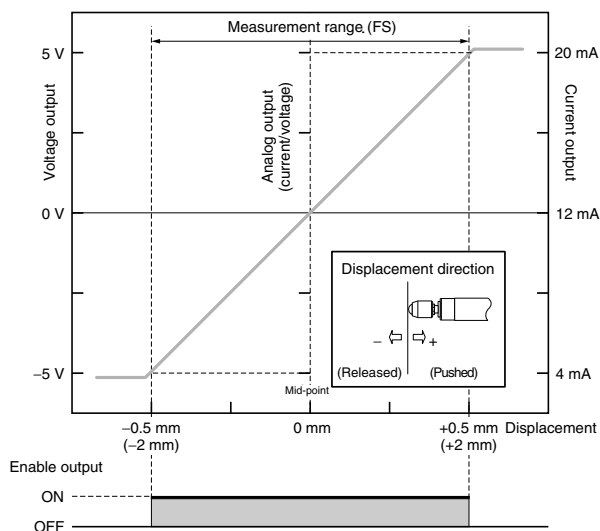 Measurement range (FS)
5 V
20 mA
Voltage output
Analog output
(current/voltage)
Current output
0 V
12 mA
Displacement direction
− +
(Released) (Pushed)
−5 V
4 mA
Mid-point
−0.5 mm 0 mm +0.5 mm Displacement
(−2 mm) (+2 mm)
Enable output
ON
OFF